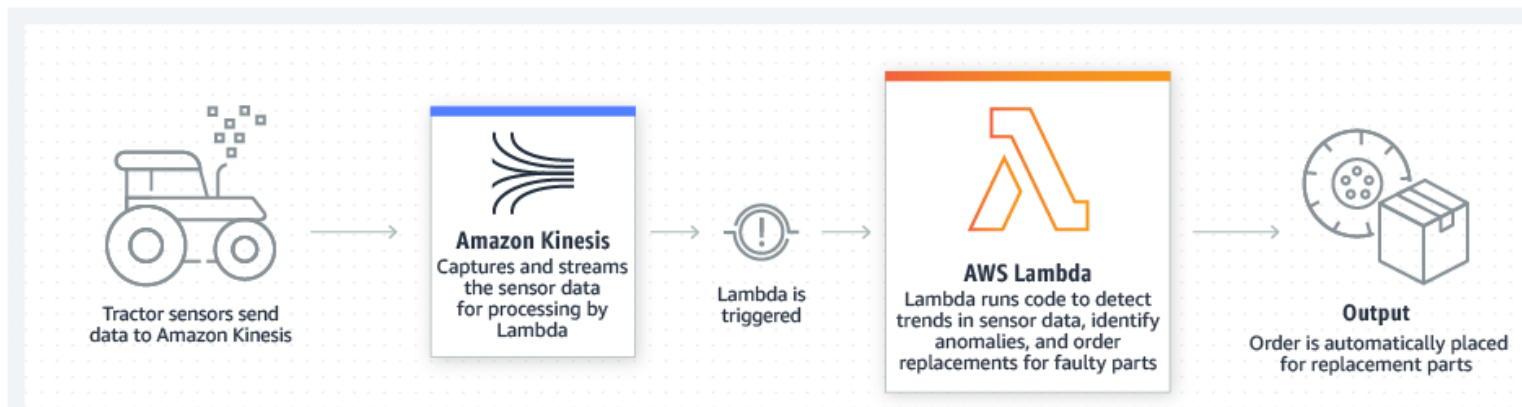 Tractor sensors send
data to Amazon Kinesis
Amazon Kinesis
Captures and streams
the sensor data
for processing by
Lambda
Lambda is
triggered
AWS Lambda
Lambda runs code to detect
trends in sensor data, identify
anomalies, and order
replacements for faulty parts
Output
Order is automatically placed
for replacement parts